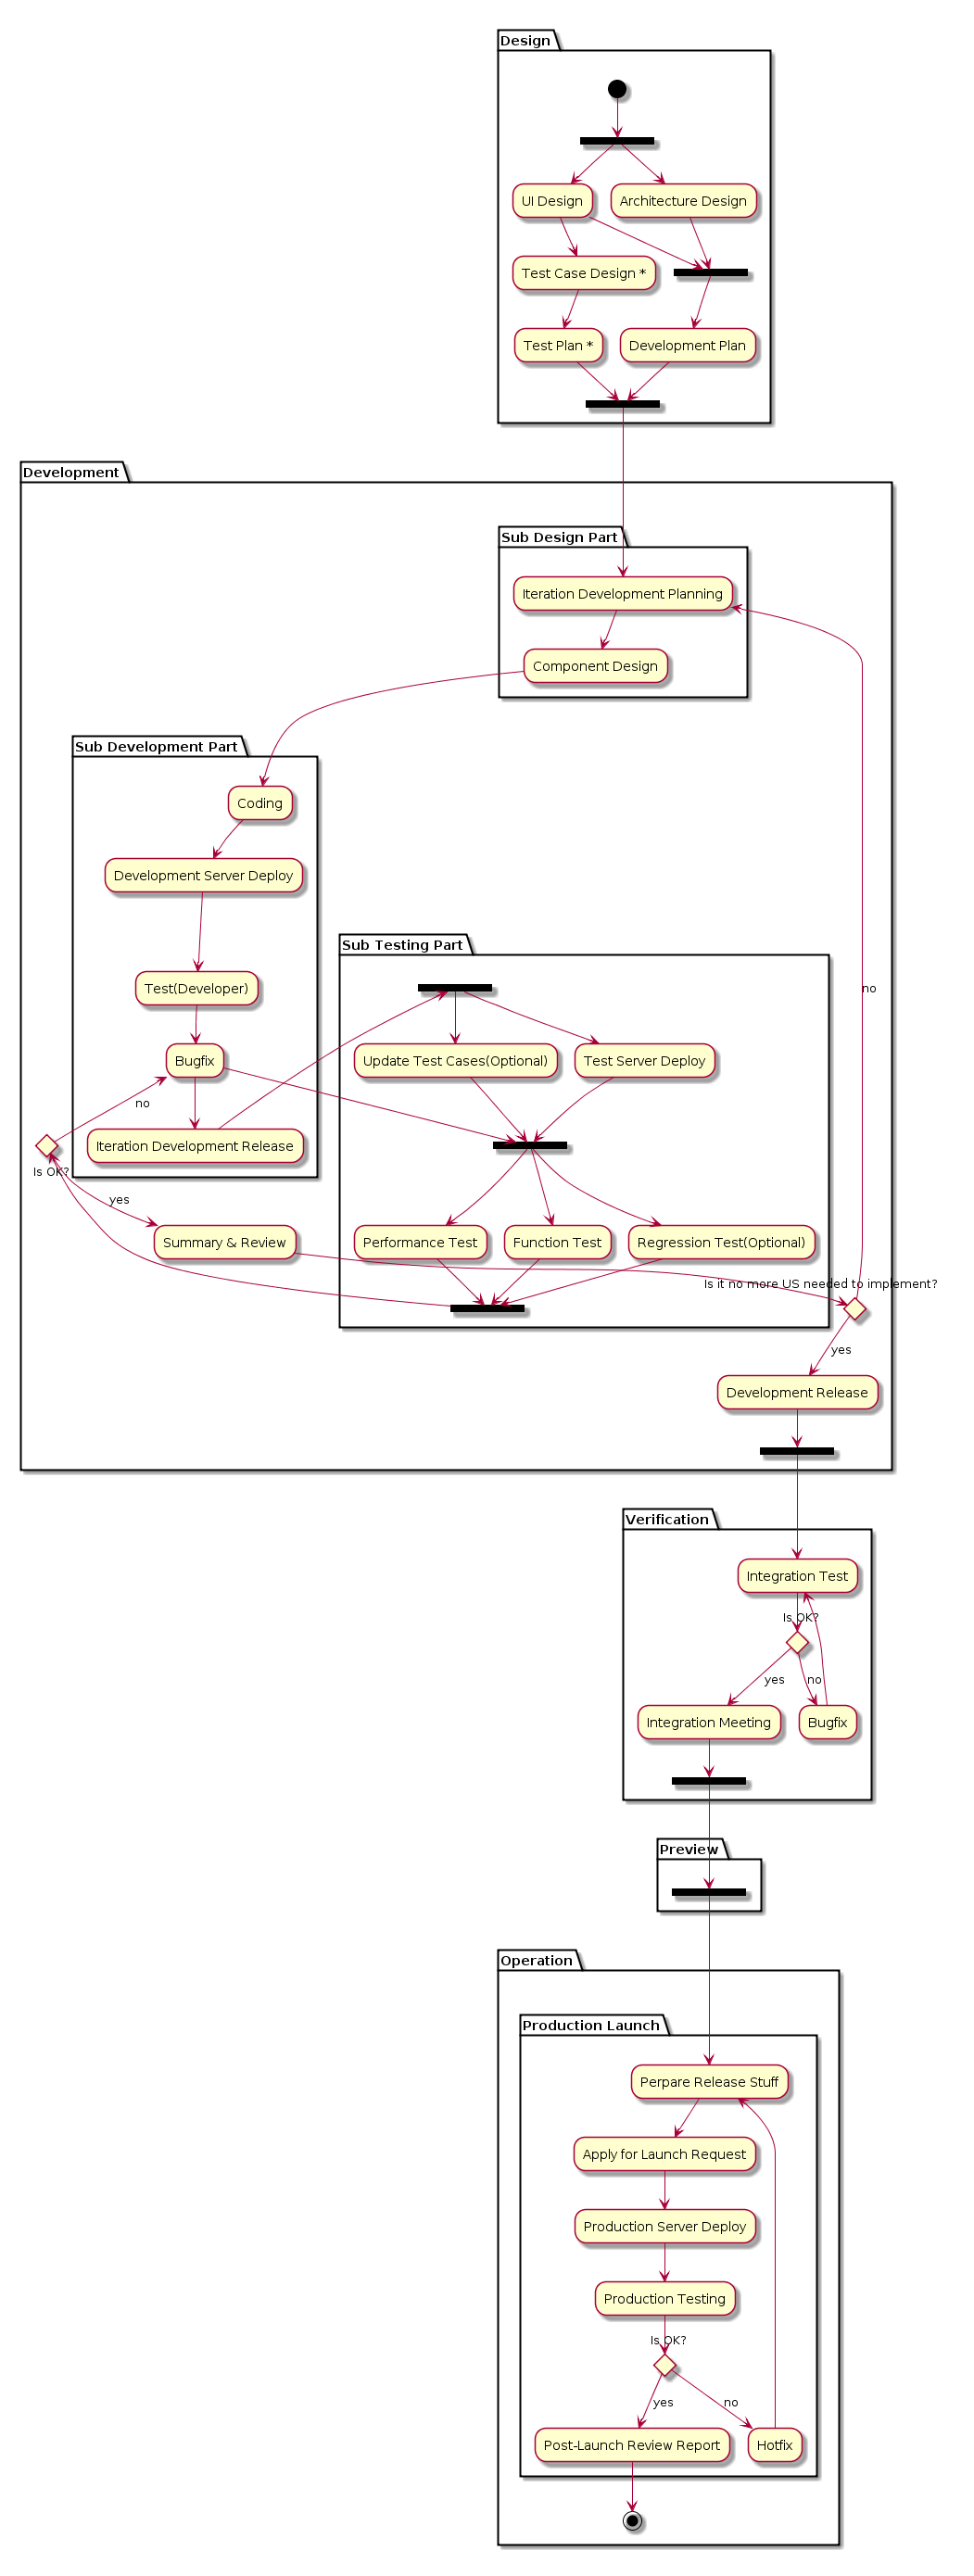 Design
UI Design
Architecture Design
Test Case Design *
Test Plan *
Development Plan
Development
Sub Design Part
Iteration Development Planning
Component Design
Sub Development Part
Coding
Development Server Deploy
Sub Testing Part
Test(Developer)
no
Bugfix
Update Test Cases(Optional)
Test Server Deploy
no
Iteration Development Release
Is OK?
yes
Summary & Review
Performance Test
Function Test
Regression Test(Optional)
Is it no more US needed to implement?
yes
Development Release
Verification
Integration Test
Is OK?
yes
no
Integration Meeting
Bugfix
Preview
Operation
Production Launch
Perpare Release Stuff
Apply for Launch Request
Production Server Deploy
Production Testing
Is OK?
yes
no
Post-Launch Review Report
Hotfix